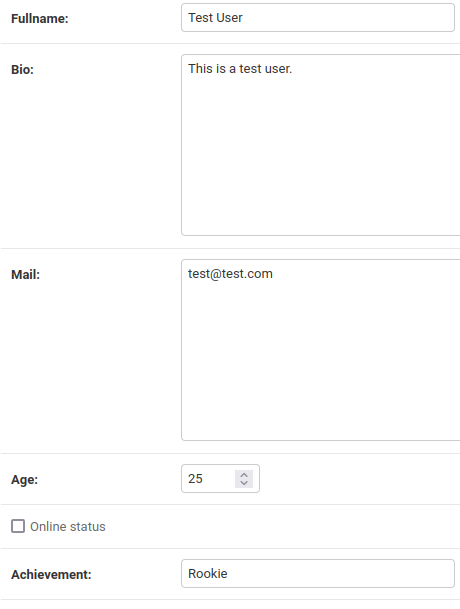 Fullname: Test User
Bio: This is a test user.
Mail: test@test.com
Age: 25
Online status
Achievement: Rookie